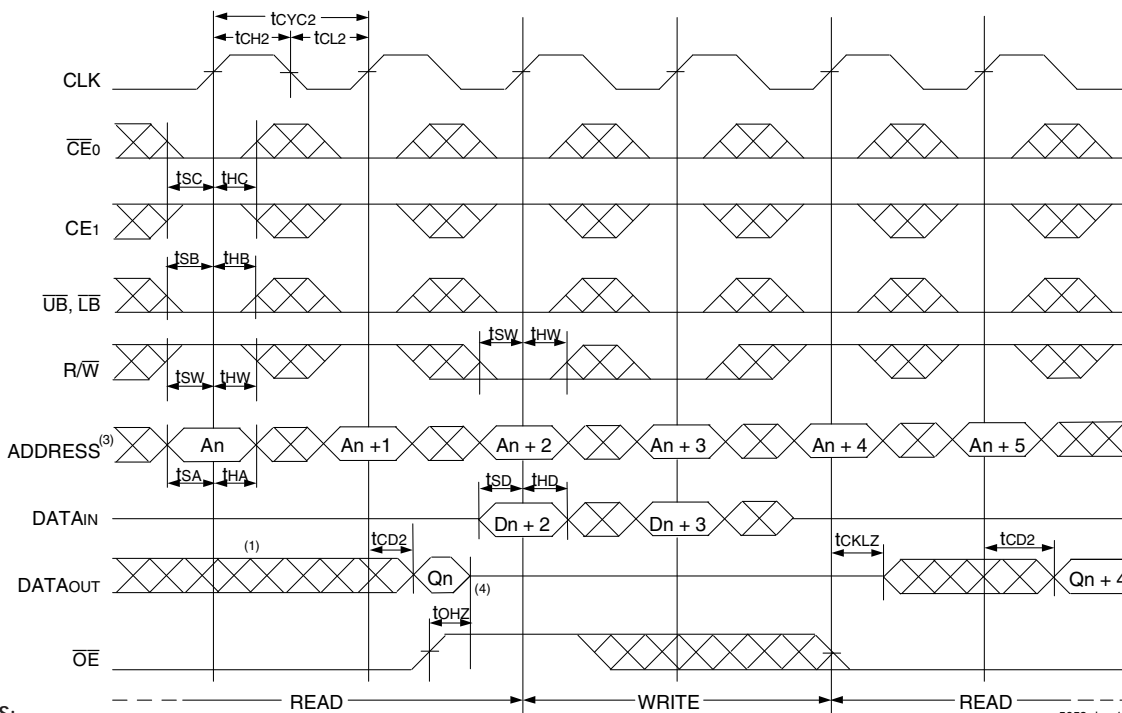 tCYC2
tCH2 tCL2
CLK
CE0
tSC tHC
CE1
tSB tHB
UB, LB
tSW tHW
R/W
tSW tHW
ADDRESS(3) An An +1 An + 2 An + 3 An + 4 An + 5
tSA tHA
tSD tHD
DATAIN Dn + 2 Dn + 3
(1) tCD2 tCKLZ tCD2
DATAOUT Qn (4) Qn + 4
tOHZ
OE
READ WRITE READ